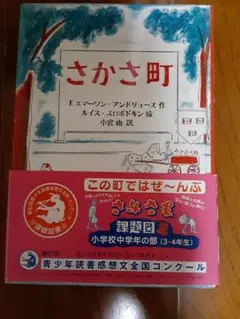 さかさ町
F.エマーソン・アンドリュース 作
ルイス・スロボドキン 絵
小宮 由 訳
この町ではぜ〜んぶ
さかさま
課題図書
小学校中学年の部(3・4年生)
青少年読書感想文全国コンクール